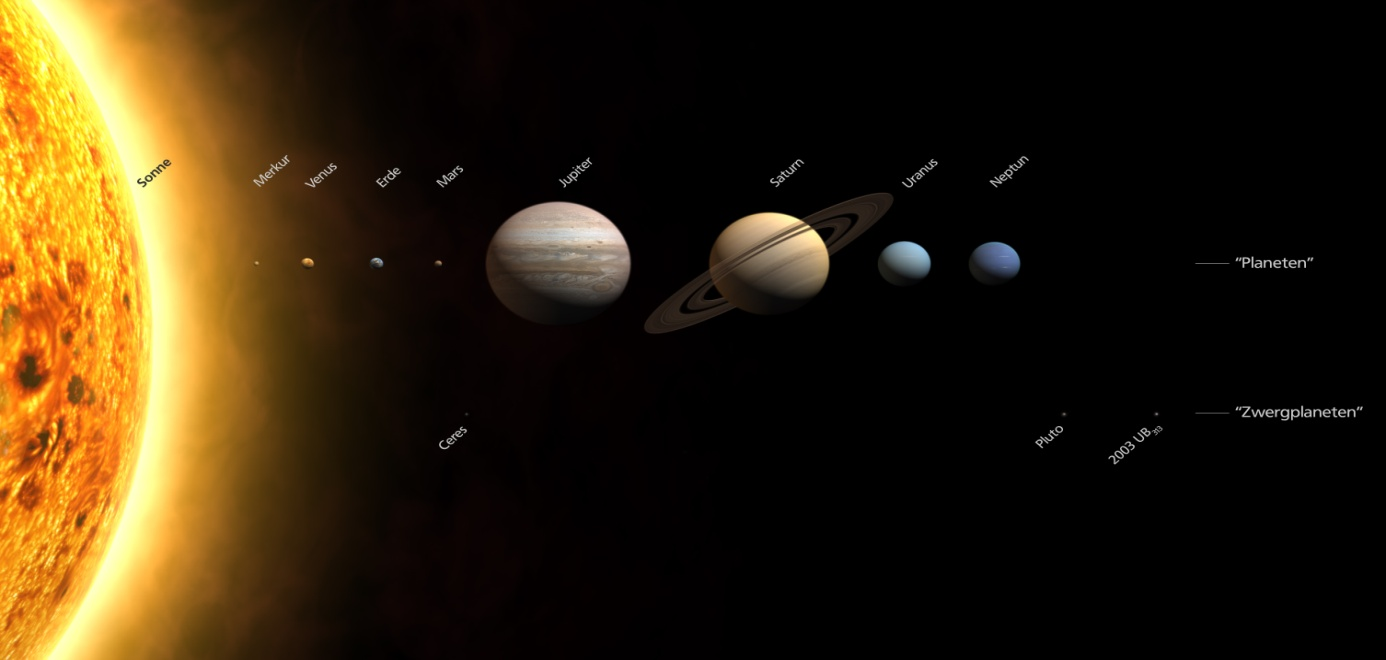 Sonne
Merkur
Venus
Erde
Mars
Jupiter
Saturn
Uranus
Neptun
“Planeten”
Ceres
Pluto
2003 UB₃₁₃
“Zwergplaneten”